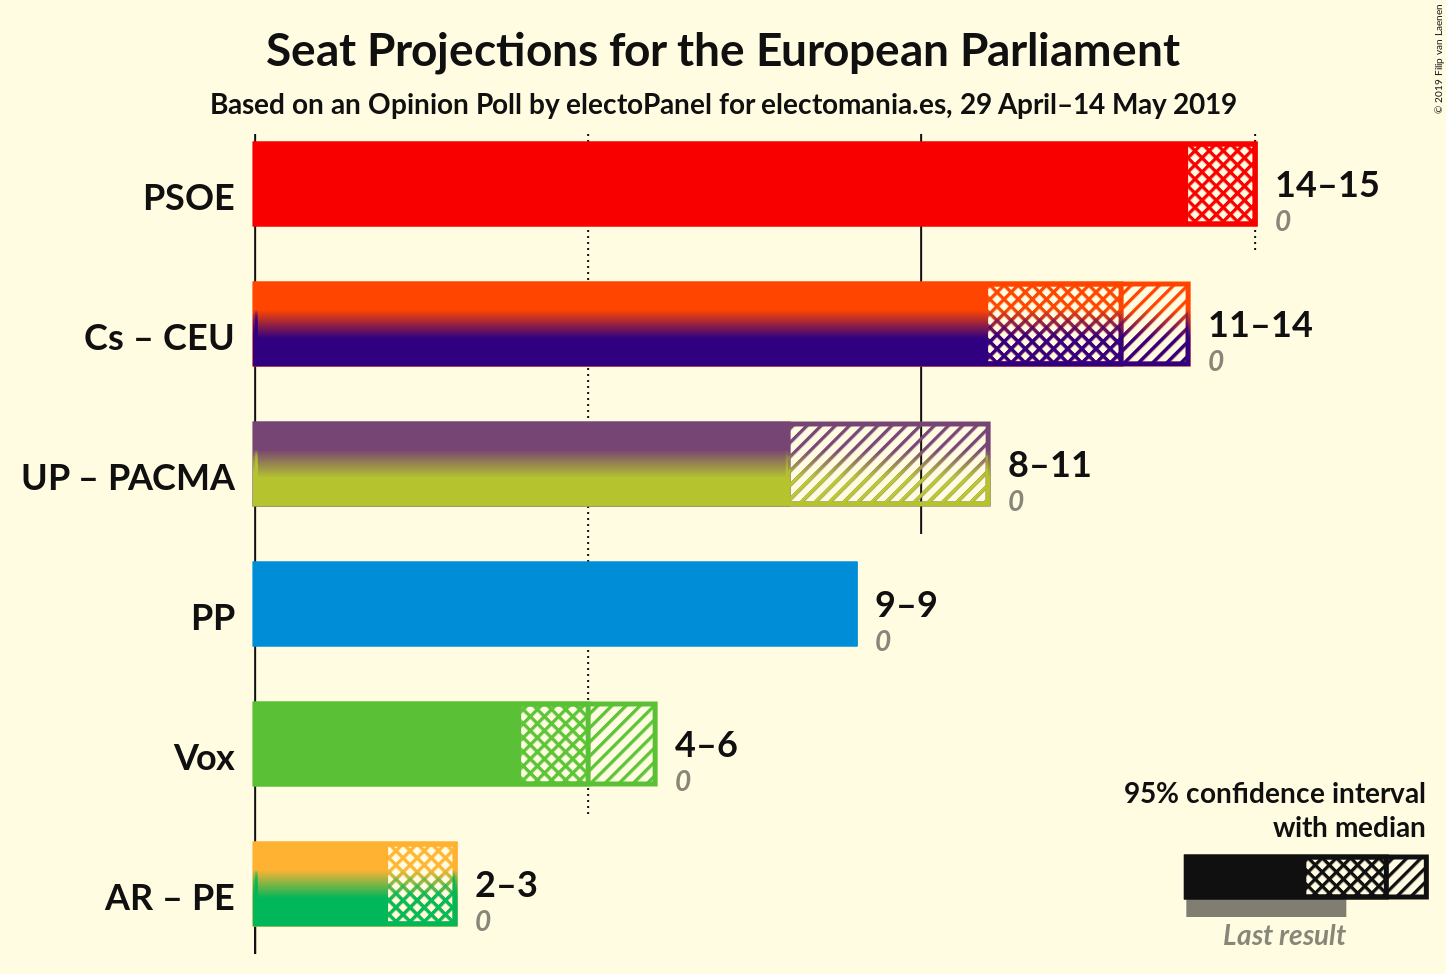 Seat Projections for the European Parliament
Based on an Opinion Poll by electoPanel for electomania.es, 29 April–14 May 2019
© 2019 Filip van Laenen
PSOE
14–15
0
Cs – CEU
11–14
0
UP – PACMA
8–11
0
PP
9–9
0
Vox
4–6
0
AR – PE
2–3
0
95% confidence interval
with median
Last result